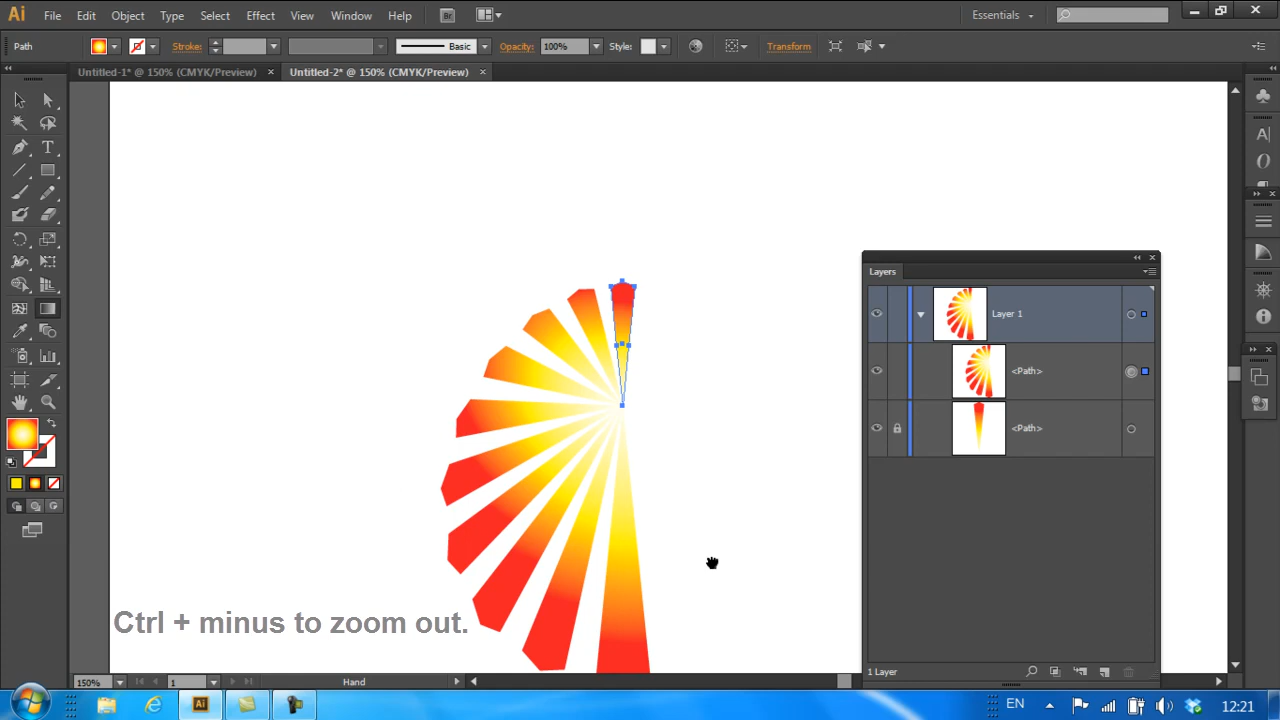 Ai File Edit Object Type Select Effect View Window Help Br Essentials
Path Stroke: Basic Opacity: 100% Style: Transform
Untitled-1* @ 150% (CMYK/Preview) Untitled-2* @ 150% (CMYK/Preview)
Layers
Layer 1
<Path>
<Path>
Ctrl + minus to zoom out.
1 Layer
150% 1 Hand
Ai EN 12:21